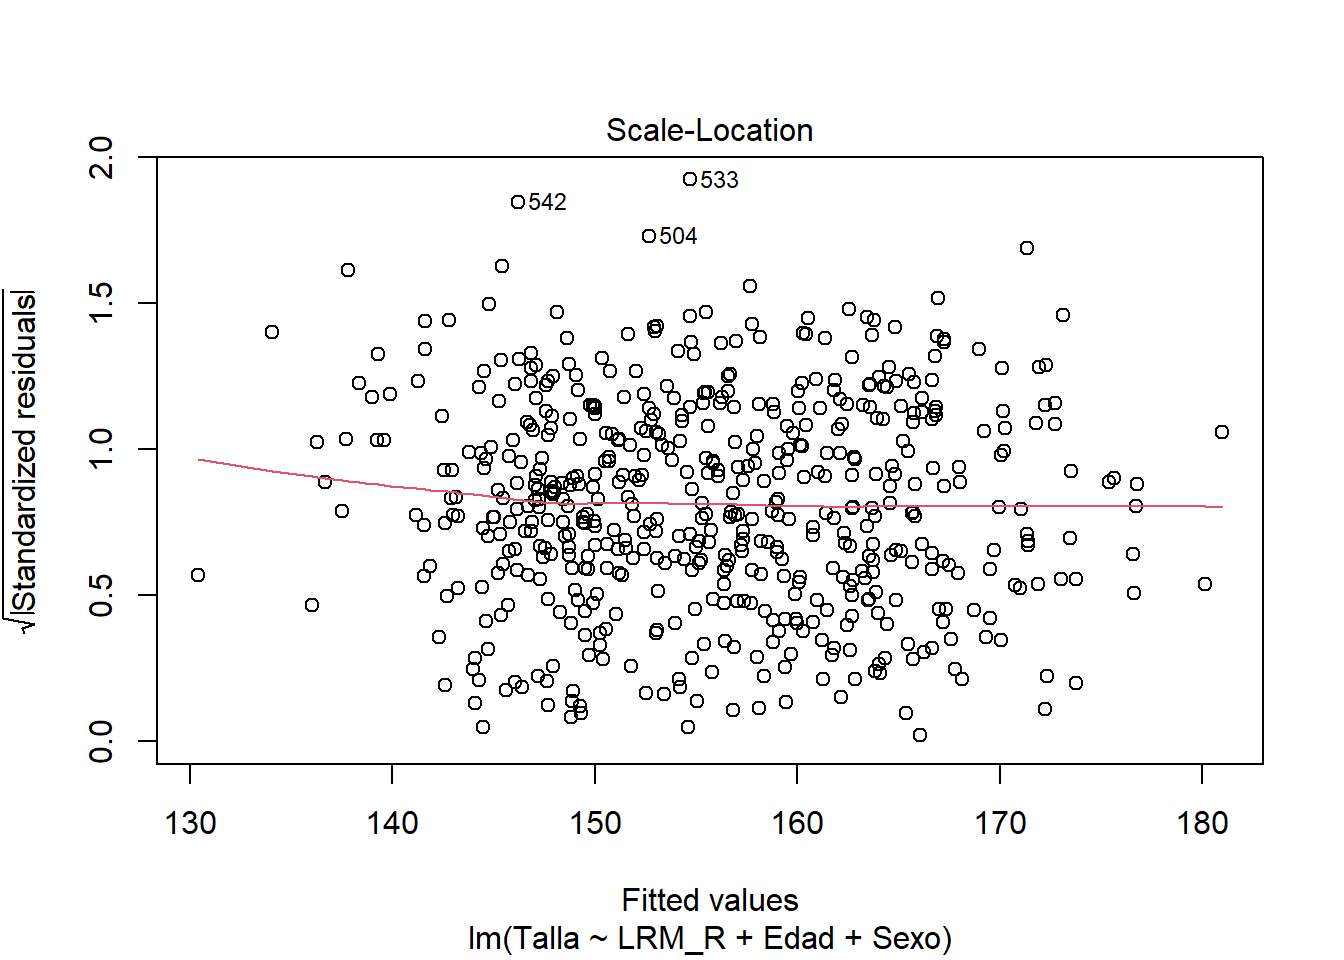 Scale-Location
√|Standardized residuals|
2.0
1.5
1.0
0.5
0.0
533
542
504
130 140 150 160 170 180
Fitted values
lm(Talla ~ LRM_R + Edad + Sexo)